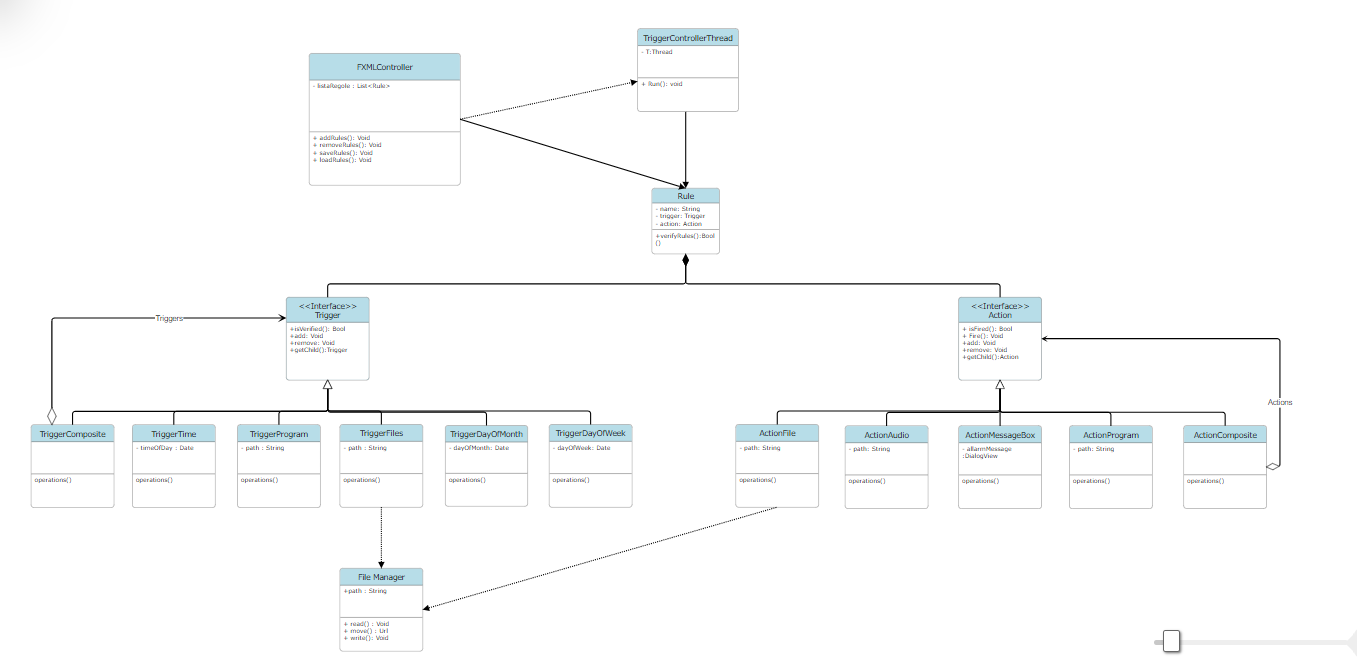 TriggerControllerThread
- T:Thread
+ Run(): void
FXMLController
- listaRegole : List<Rule>
+ addRules(): Void
+ removeRules(): Void
+ saveRules(): Void
+ loadRules(): Void
Rule
- name: String
- trigger: Trigger
- action: Action
+verifyRules():Bool
()
<<Interface>>
Trigger
+isVerified(): Bool
+add: Void
+remove: Void
+getChild():Trigger
Triggers
<<Interface>>
Action
+ isFired(): Bool
+ Fire(): Void
+add: Void
+remove: Void
+getChild():Action
Actions
TriggerComposite
operations()
TriggerTime
- timeOfDay : Date
operations()
TriggerProgram
- path : String
operations()
TriggerFiles
- path : String
operations()
TriggerDayOfMonth
- dayOfMonth: Date
operations()
TriggerDayOfWeek
- dayOfWeek: Date
operations()
ActionFile
- path: String
operations()
ActionAudio
- path: String
operations()
ActionMessageBox
- allarmMessage
:DialogView
operations()
ActionProgram
- path: String
operations()
ActionComposite
operations()
File Manager
+path : String
+ read() : Void
+ move() : Url
+ write(): Void